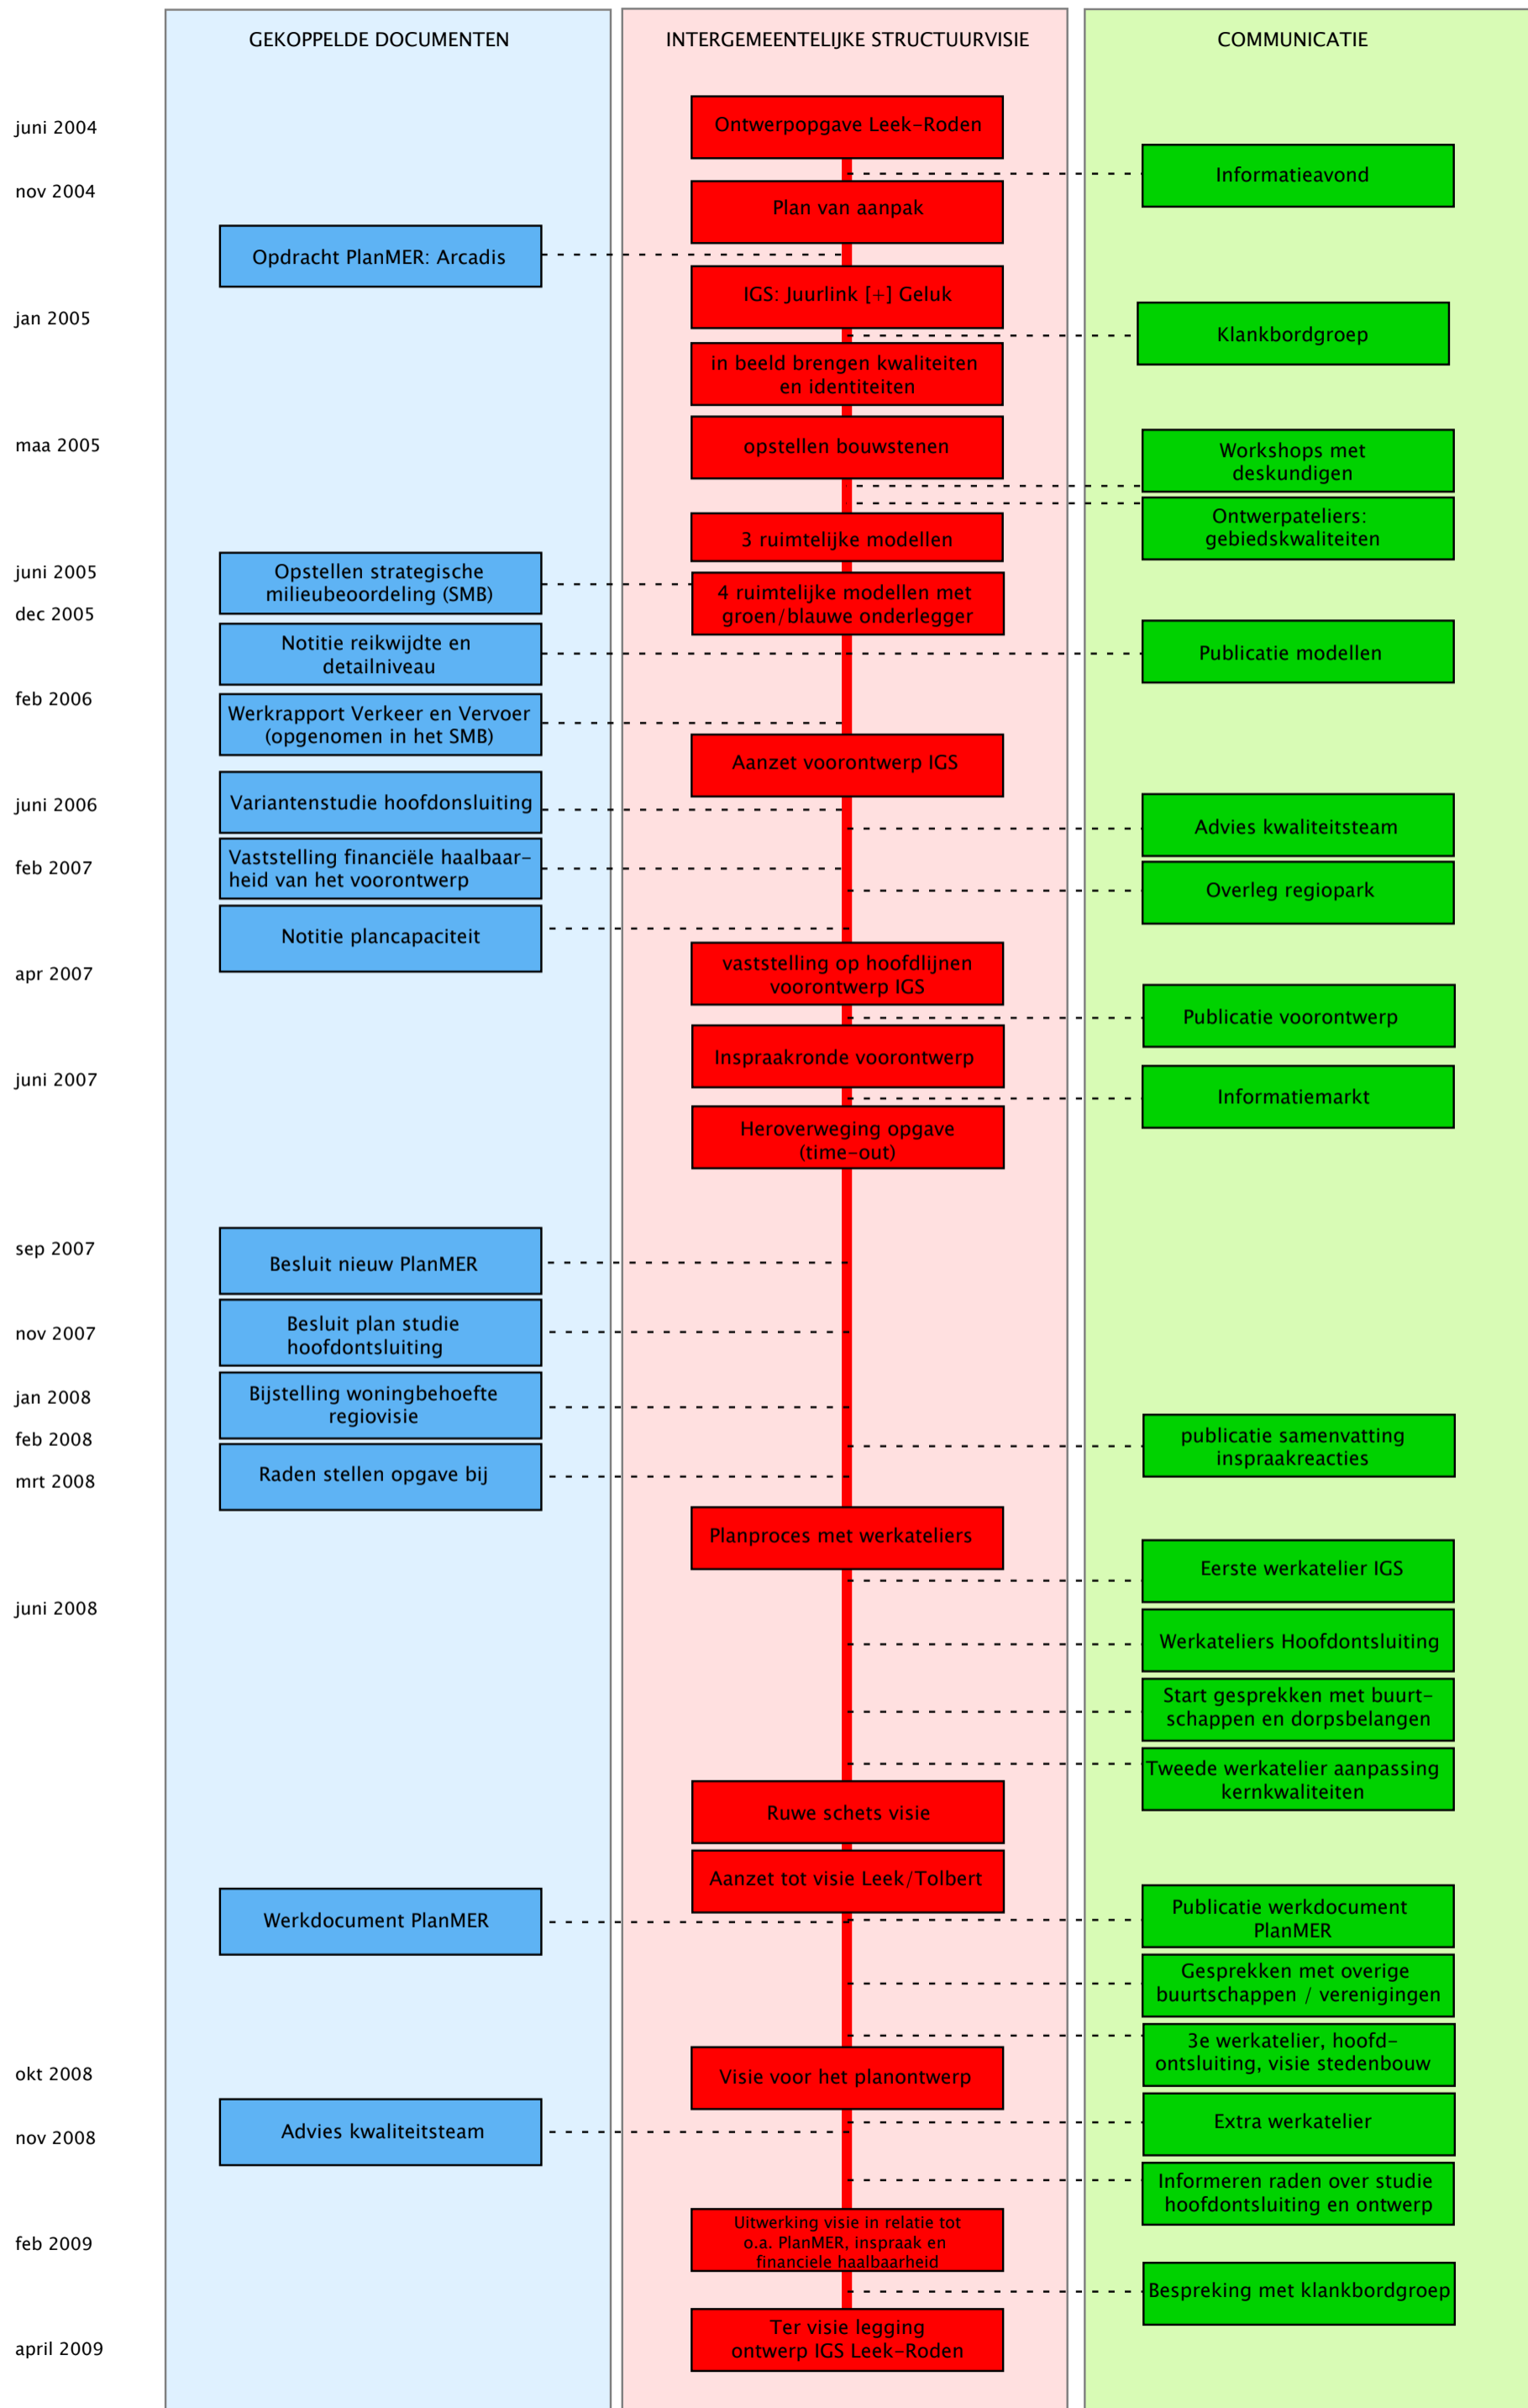 GEKOPPELDE DOCUMENTEN
INTERGEMEENTELIJKE STRUCTUURVISIE
COMMUNICATIE
juni 2004
Ontwerpopgave Leek-Roden
Informatieavond
nov 2004
Plan van aanpak
Opdracht PlanMER: Arcadis
IGS: Juurlink [+] Geluk
jan 2005
Klankbordgroep
in beeld brengen kwaliteiten
en identiteiten
maa 2005
opstellen bouwstenen
Workshops met
deskundigen
Ontwerpateliers:
gebiedskwaliteiten
3 ruimtelijke modellen
juni 2005
Opstellen strategische
milieubeoordeling (SMB)
dec 2005
4 ruimtelijke modellen met
groen/blauwe onderlegger
Notitie reikwijdte en
detailniveau
Publicatie modellen
feb 2006
Werkrapport Verkeer en Vervoer
(opgenomen in het SMB)
Aanzet voorontwerp IGS
juni 2006
Variantenstudie hoofdonsluiting
Advies kwaliteitsteam
feb 2007
Vaststelling financiële haalbaar-
heid van het voorontwerp
Overleg regiopark
Notitie plancapaciteit
apr 2007
vaststelling op hoofdlijnen
voorontwerp IGS
Publicatie voorontwerp
Inspraakronde voorontwerp
juni 2007
Informatiemarkt
Heroverweging opgave
(time-out)
sep 2007
Besluit nieuw PlanMER
nov 2007
Besluit plan studie
hoofdontsluiting
jan 2008
Bijstelling woningbehoefte
regiovisie
feb 2008
publicatie samenvatting
inspraakreacties
mrt 2008
Raden stellen opgave bij
Planproces met werkateliers
Eerste werkatelier IGS
juni 2008
Werkateliers Hoofdontsluiting
Start gesprekken met buurt-
schappen en dorpsbelangen
Tweede werkatelier aanpassing
kernkwaliteiten
Ruwe schets visie
Aanzet tot visie Leek/Tolbert
Werkdocument PlanMER
Publicatie werkdocument
PlanMER
Gesprekken met overige
buurtschappen / verenigingen
3e werkatelier, hoofd-
ontsluiting, visie stedenbouw
okt 2008
Visie voor het planontwerp
Extra werkatelier
nov 2008
Advies kwaliteitsteam
Informeren raden over studie
hoofdontsluiting en ontwerp
feb 2009
Uitwerking visie in relatie tot
o.a. PlanMER, inspraak en
financiele haalbaarheid
Bespreking met klankbordgroep
april 2009
Ter visie legging
ontwerp IGS Leek-Roden